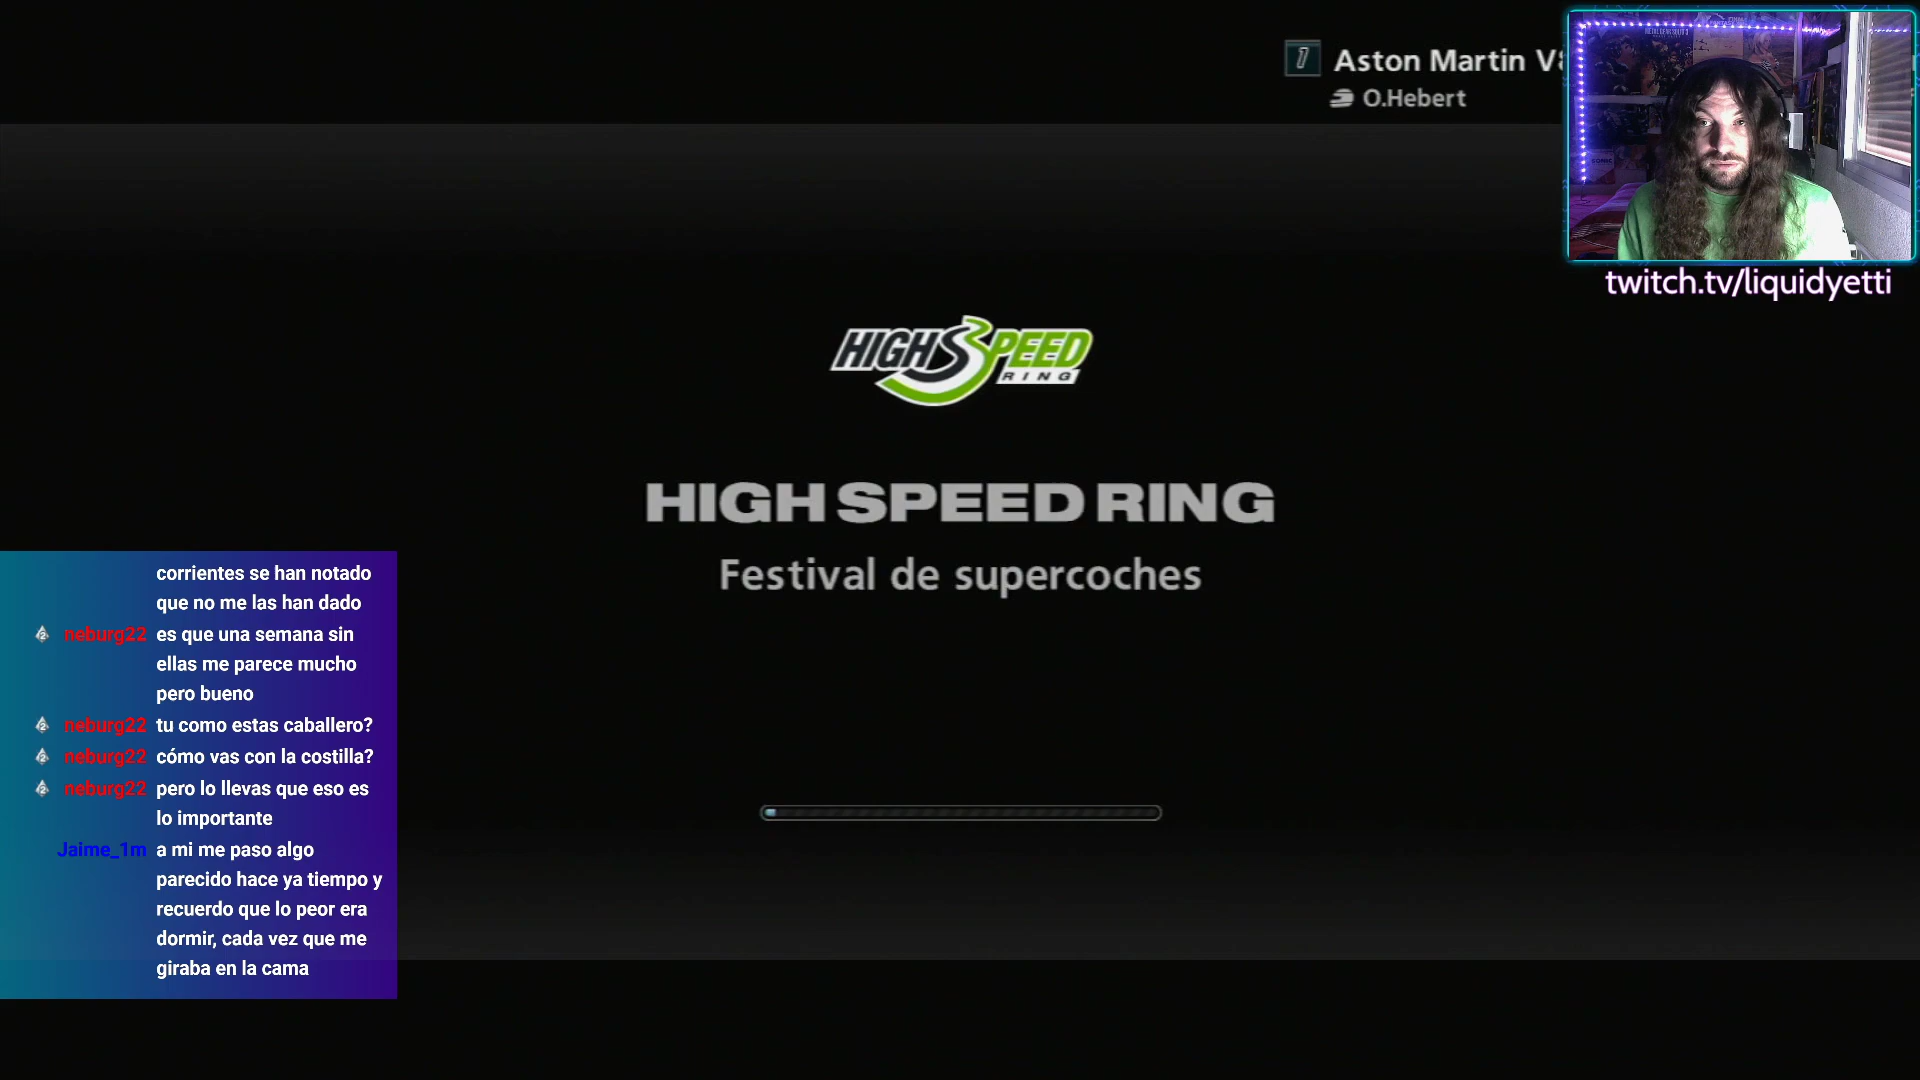 1 Aston Martin V8
O.Hebert
twitch.tv/liquidyetti
HIGH SPEED
RING
HIGH SPEED RING
Festival de supercoches
corrientes se han notado
que no me las han dado
neburg22 es que una semana sin
ellas me parece mucho
pero bueno
neburg22 tu como estas caballero?
neburg22 cómo vas con la costilla?
neburg22 pero lo llevas que eso es
lo importante
Jaime_1m a mi me paso algo
parecido hace ya tiempo y
recuerdo que lo peor era
dormir, cada vez que me
giraba en la cama